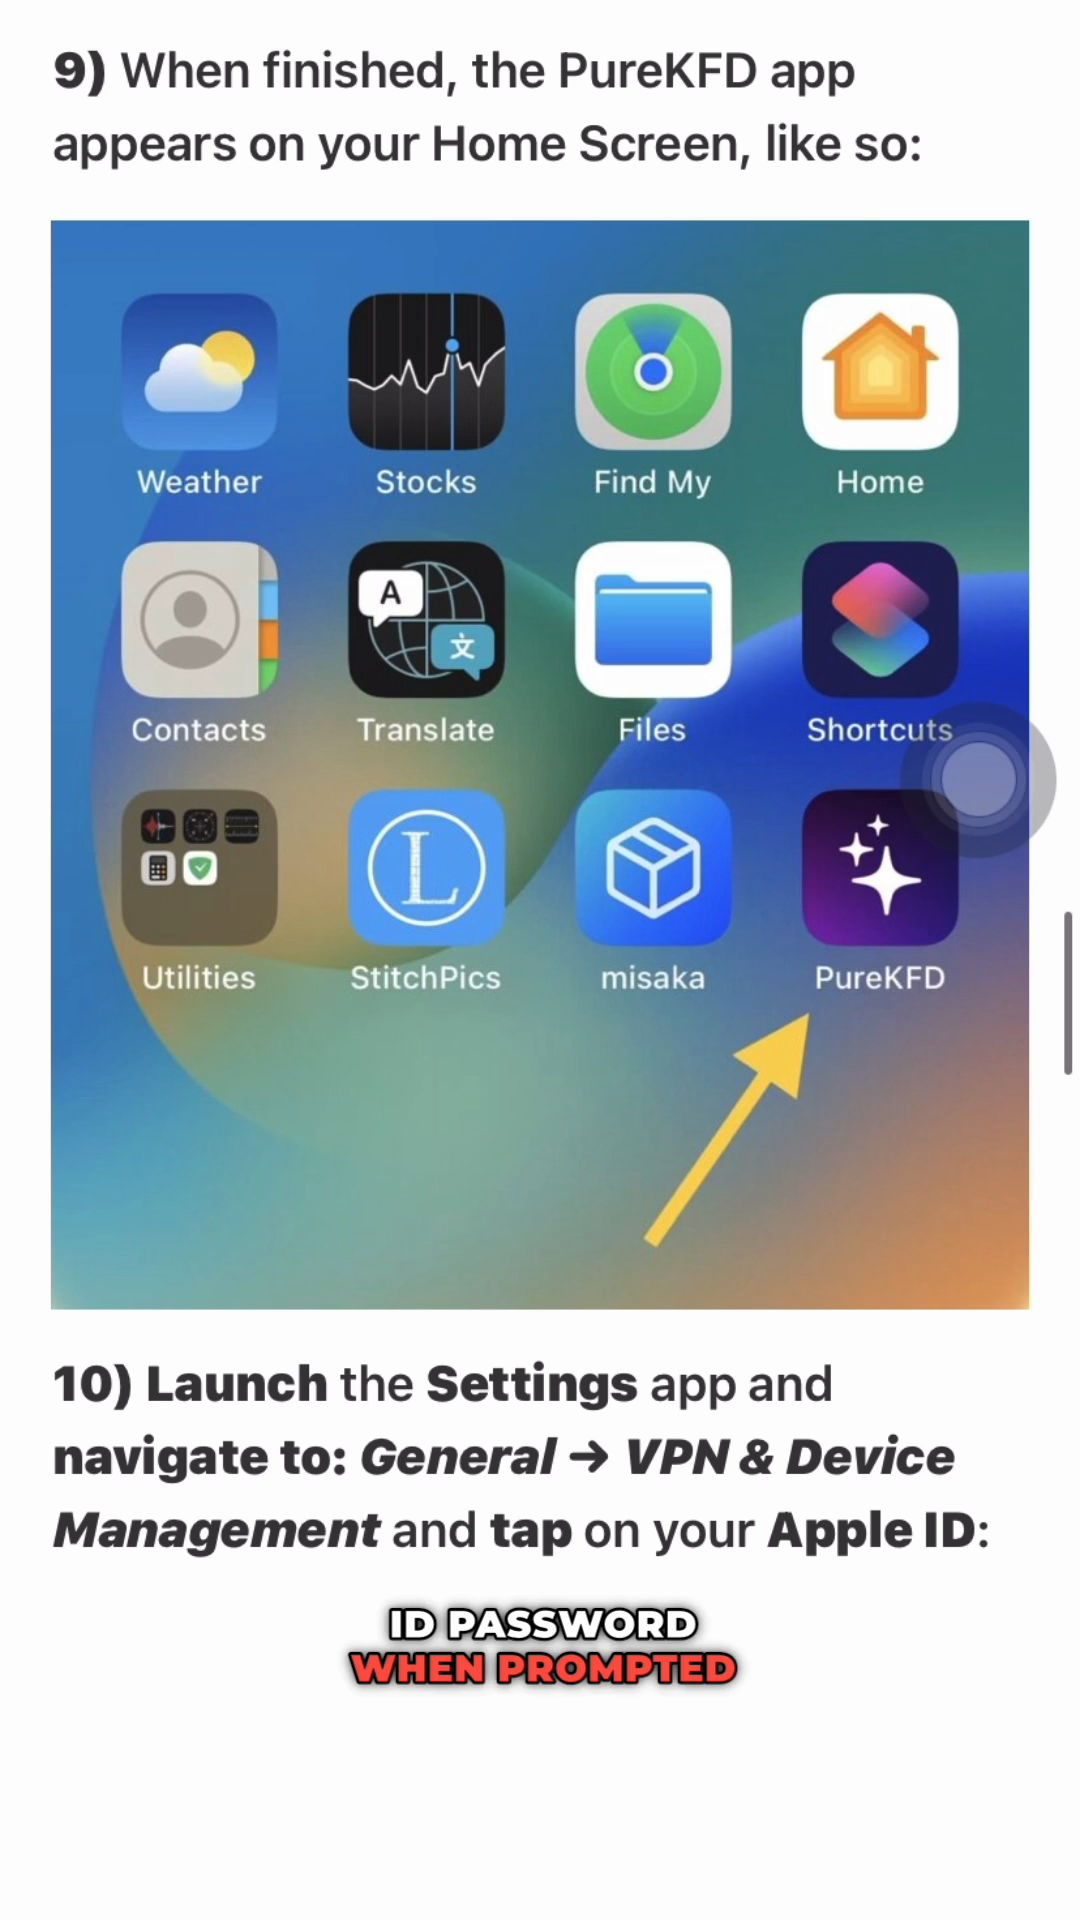 9) When finished, the PureKFD app
appears on your Home Screen, like so:
Weather
Stocks
Find My
Home
A
文
Contacts
Translate
Files
Shortcuts
L
Utilities
StitchPics
misaka
PureKFD
10) Launch the Settings app and
navigate to: General → VPN & Device
Management and tap on your Apple ID:
ID PASSWORD
WHEN PROMPTED